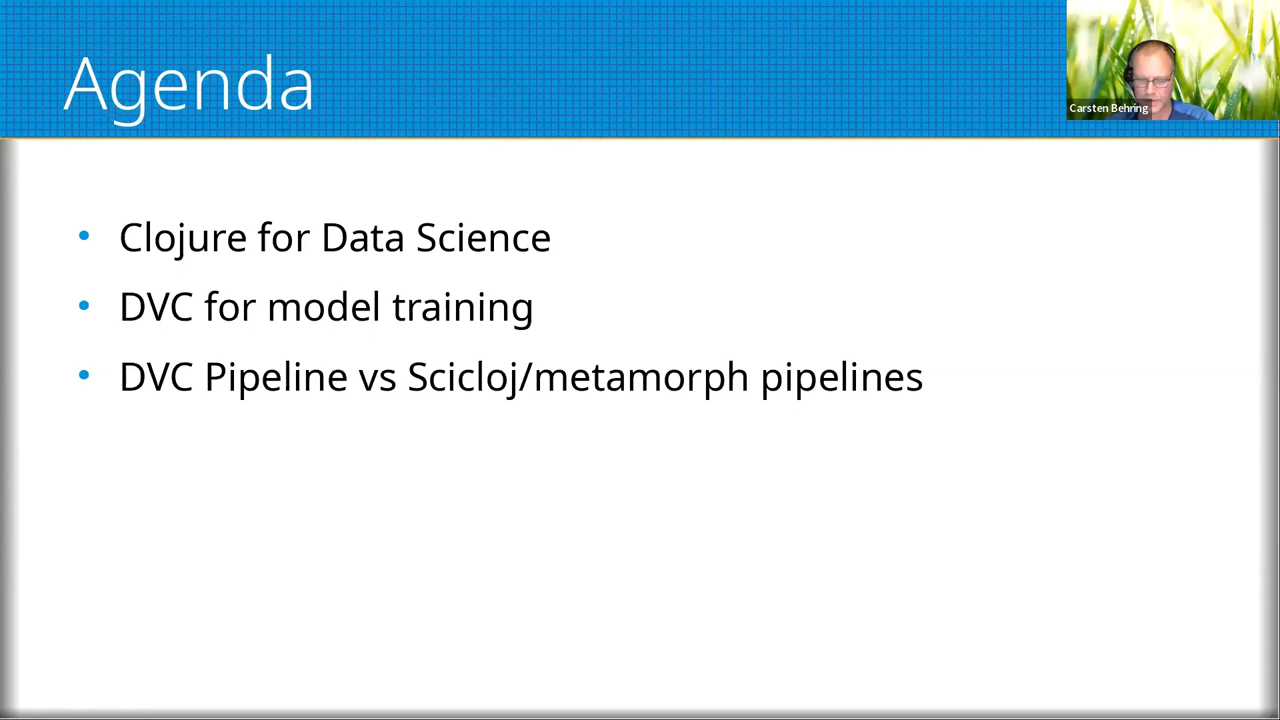 Agenda
Carsten Behring
• Clojure for Data Science
• DVC for model training
• DVC Pipeline vs Scicloj/metamorph pipelines